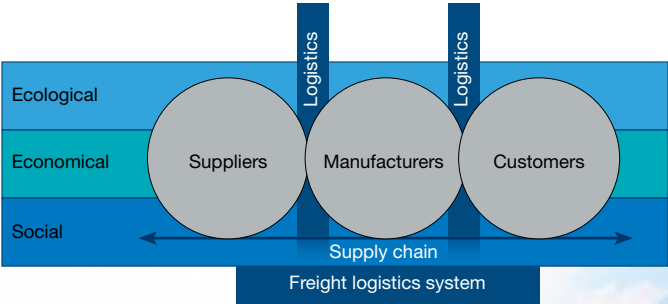 Logistics
Logistics
Ecological
Economical
Suppliers
Manufacturers
Customers
Social
Supply chain
Freight logistics system